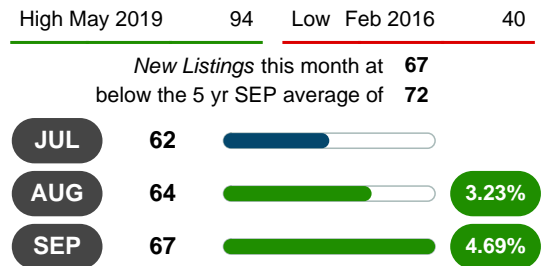 High May 2019 94 Low Feb 2016 40
New Listings this month at 67
below the 5 yr SEP average of 72
JUL 62
AUG 64 3.23%
SEP 67 4.69%